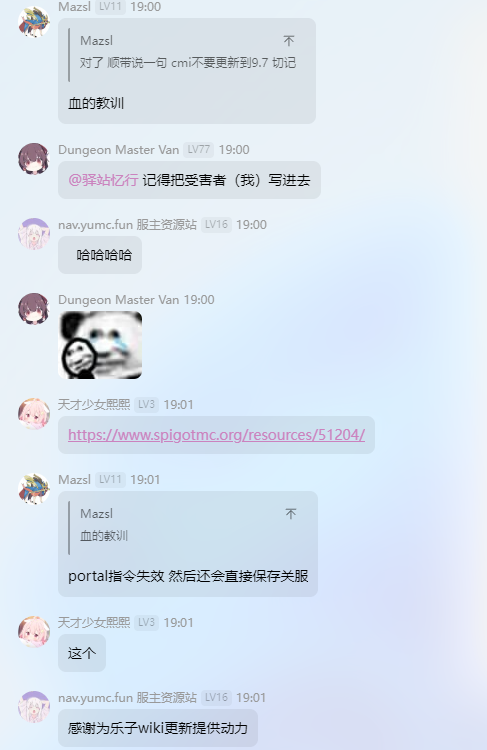 Mazsl LV11 19:00
Mazsl
对了 顺带说一句 cmi不要更新到9.7 切记
血的教训
Dungeon Master Van LV77 19:00
@驿站忆行 记得把受害者（我）写进去
nav.yumc.fun 服主资源站 LV16 19:00
哈哈哈哈
Dungeon Master Van 19:00
天才少女熙熙 LV3 19:01
https://www.spigotmc.org/resources/51204/
Mazsl LV11 19:01
Mazsl
血的教训
portal指令失效 然后还会直接保存关服
天才少女熙熙 LV3 19:01
这个
nav.yumc.fun 服主资源站 LV16 19:01
感谢为乐子wiki更新提供动力